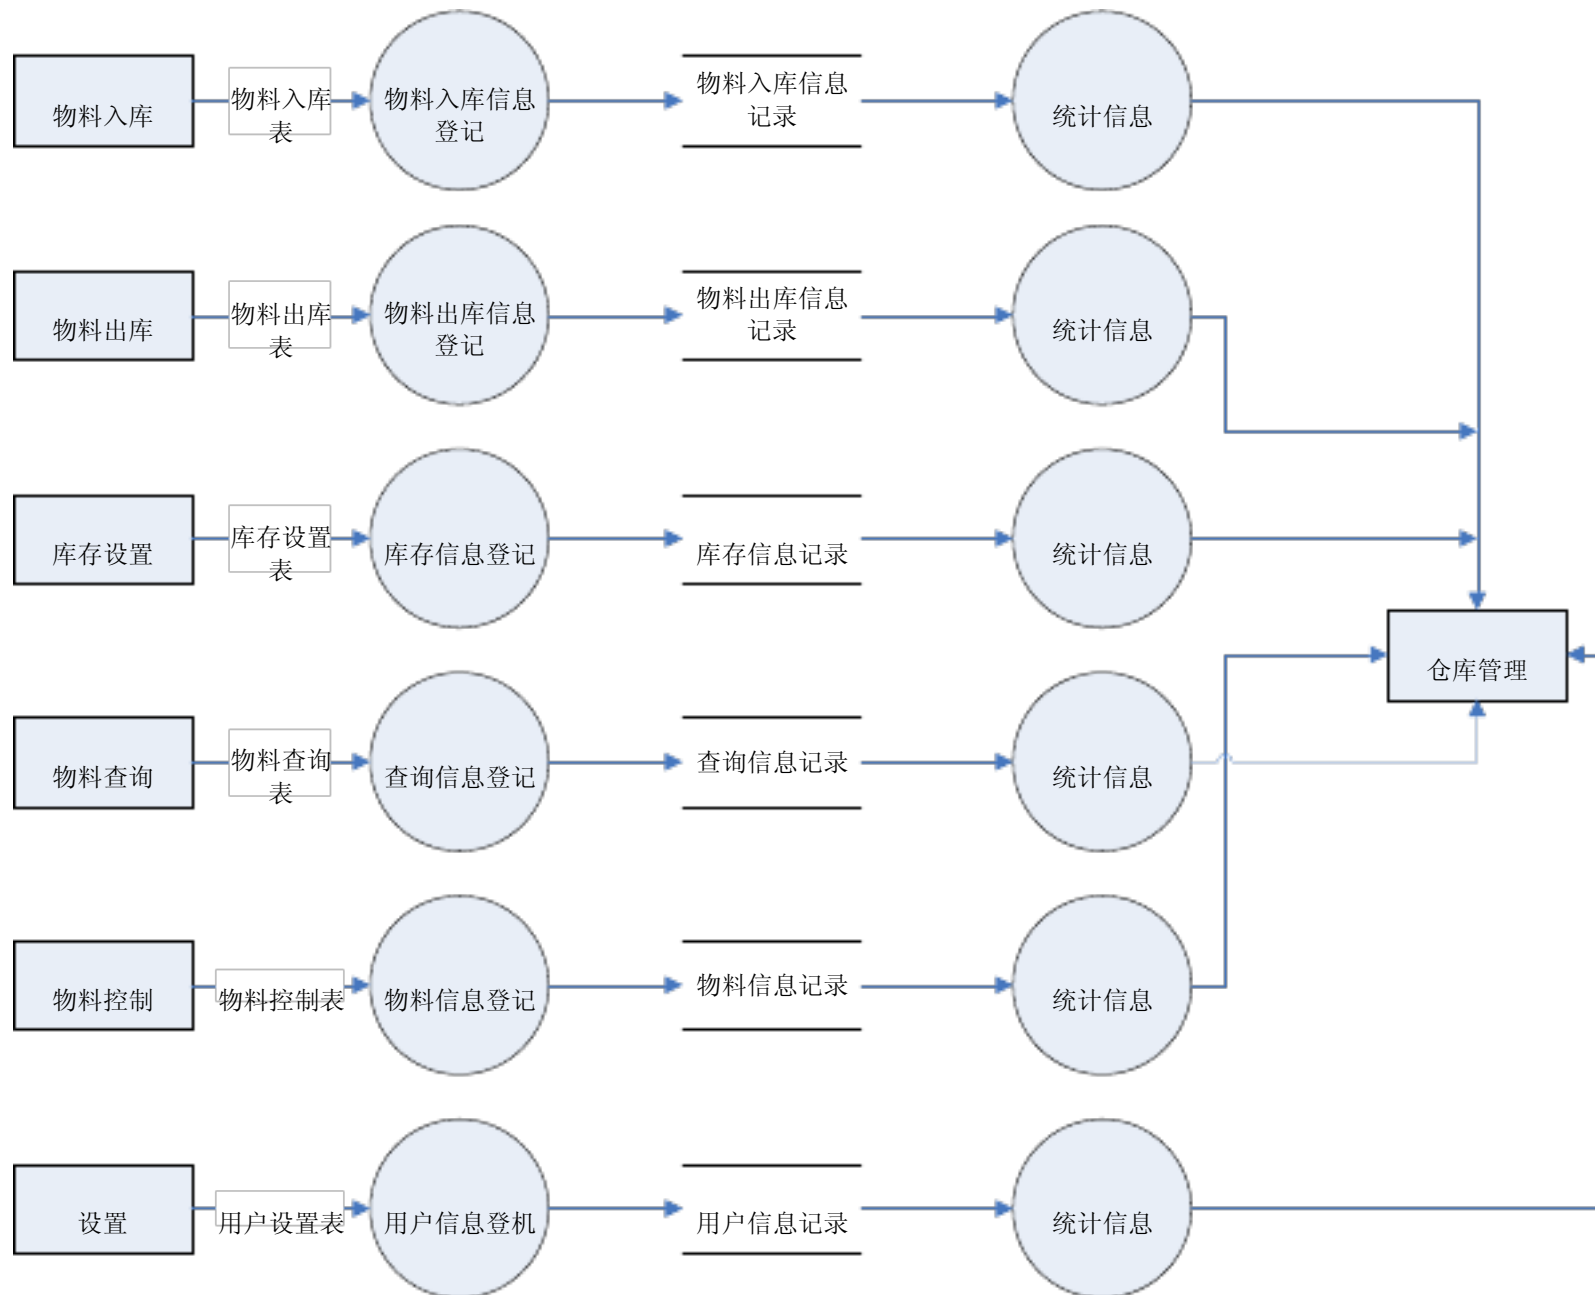 物料入库
物料入库
表
物料入库信息
登记
物料入库信息
记录
统计信息
物料出库
物料出库
表
物料出库信息
登记
物料出库信息
记录
统计信息
库存设置
库存设置
表
库存信息登记
库存信息记录
统计信息
仓库管理
物料查询
物料查询
表
查询信息登记
查询信息记录
统计信息
物料控制
物料控制表
物料信息登记
物料信息记录
统计信息
设置
用户设置表
用户信息登机
用户信息记录
统计信息